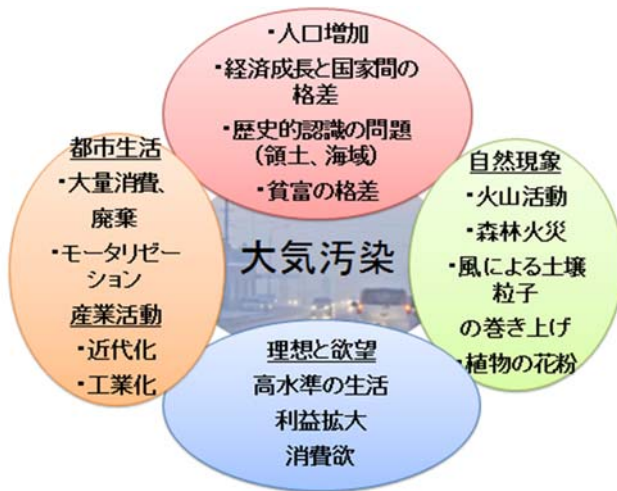 ・人口増加
・経済成長と国家間の
格差
・歴史的認識の問題
(領土、海域)
・貧富の格差
都市生活
・大量消費、
廃棄
・モータリゼー
ション
産業活動
・近代化
・工業化
大気汚染
自然現象
・火山活動
・森林火災
・風による土壌
粒子
の巻き上げ
・植物の花粉
理想と欲望
高水準の生活
利益拡大
消費欲